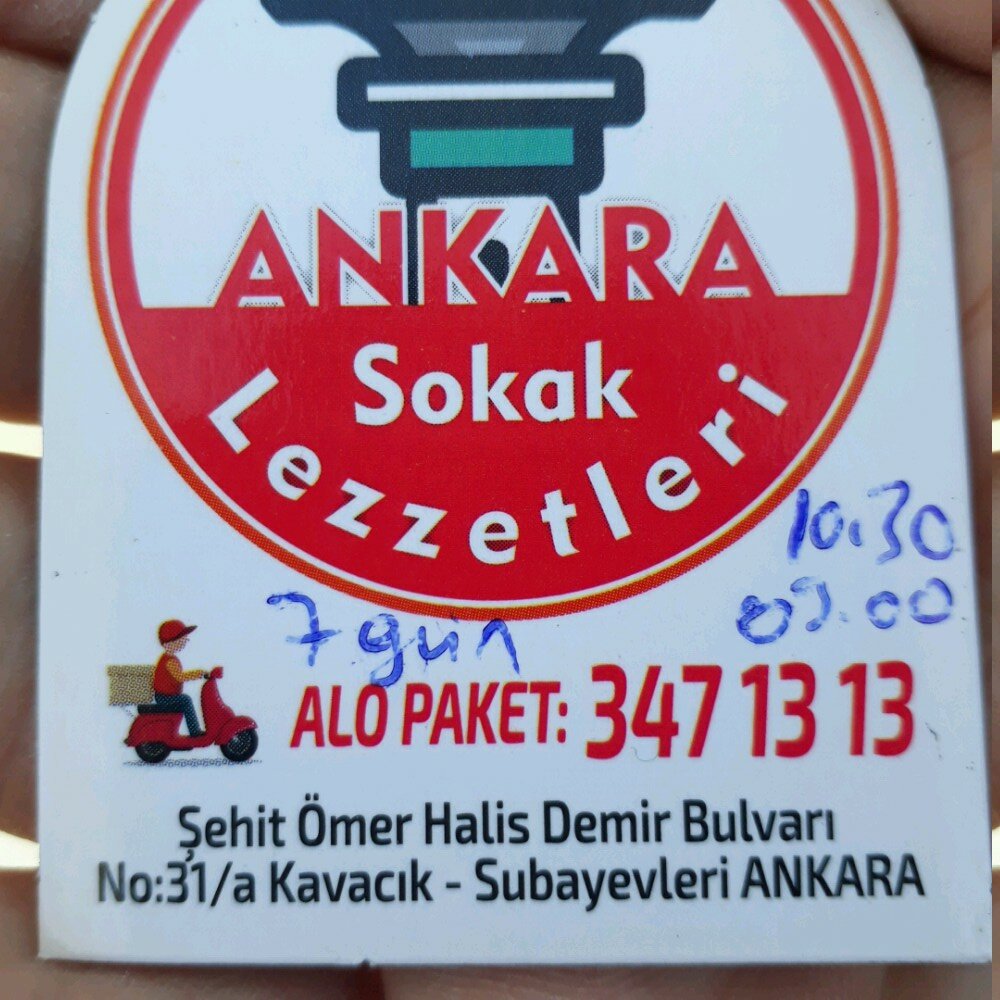 ANKARA
Sokak
Lezzetleri
10.30
03.00
7 gün
ALO PAKET: 347 13 13
Şehit Ömer Halis Demir Bulvarı
No:31/a Kavacık - Subayevleri ANKARA